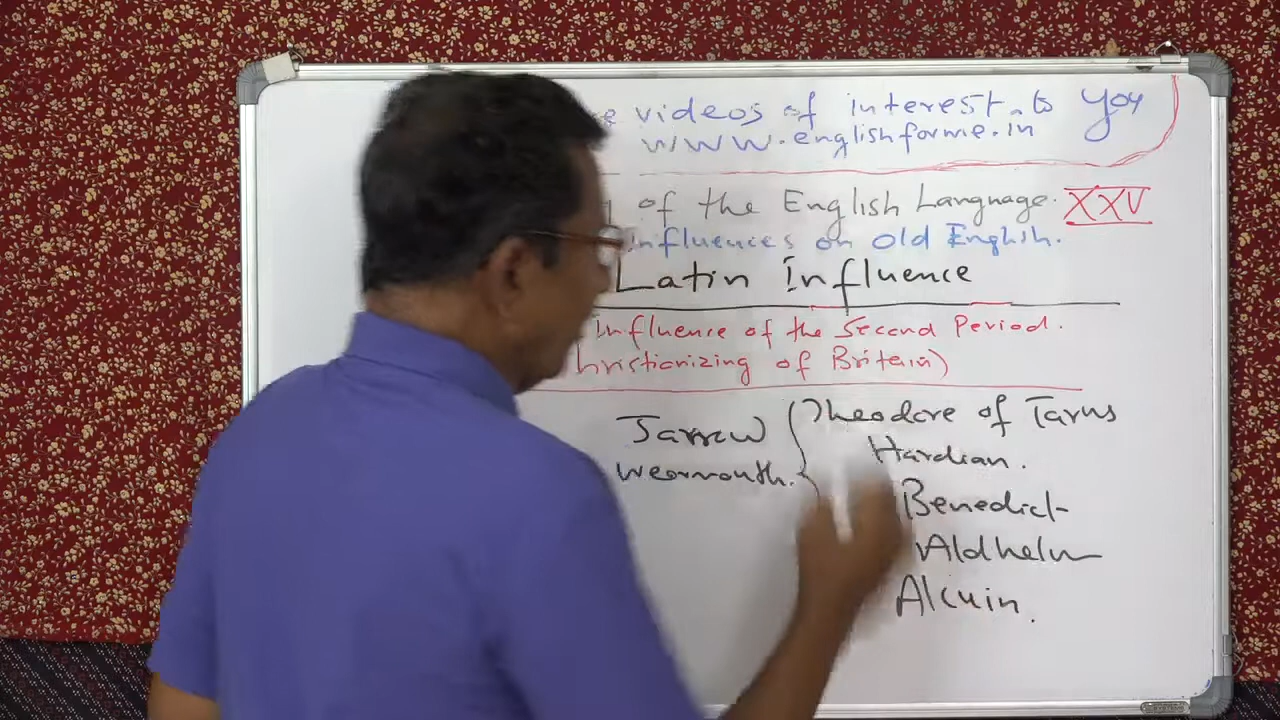 videos of interest to you
www.englishforme.in
of the English Language. XXV
influences on Old English.
Latin Influence
influence of the Second Period.
hristianizing of Britain)
Jarrow
Wearmouth.
Theodore of Tarus
Hardian.
Benedict
Aldhelm
Alcuin.